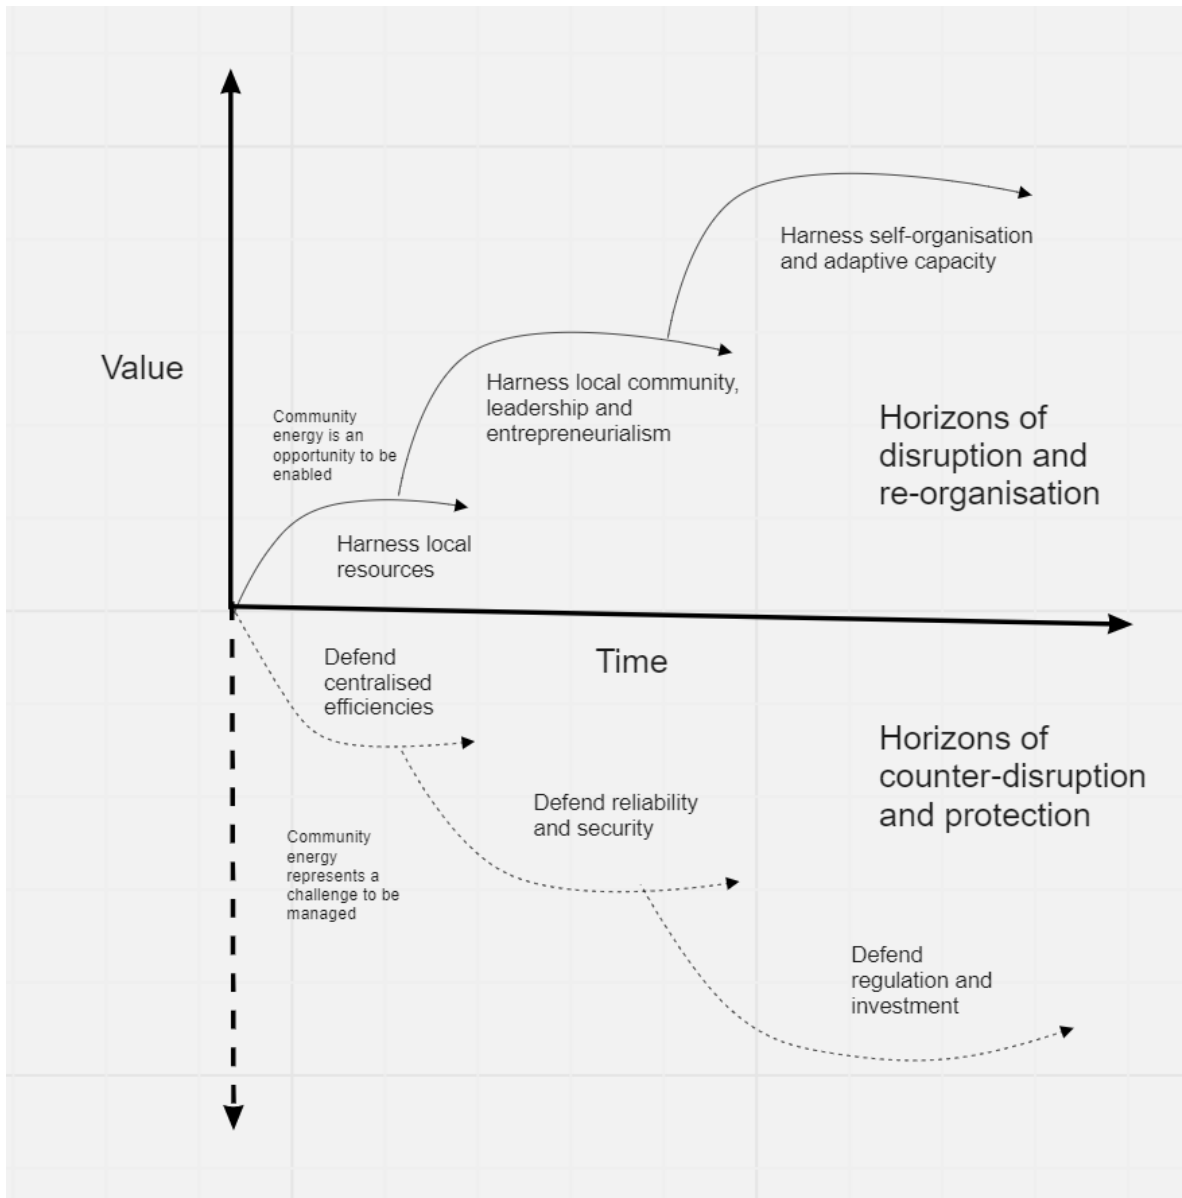 Harness self-organisation
and adaptive capacity
Value
Harness local community,
leadership and
entrepreneurialism
Community
energy is an
opportunity to be
enabled
Horizons of
disruption and
re-organisation
Harness local
resources
Time
Defend
centralised
efficiencies
Horizons of
counter-disruption
and protection
Defend reliability
and security
Community
energy
represents a
challenge to be
managed
Defend
regulation and
investment